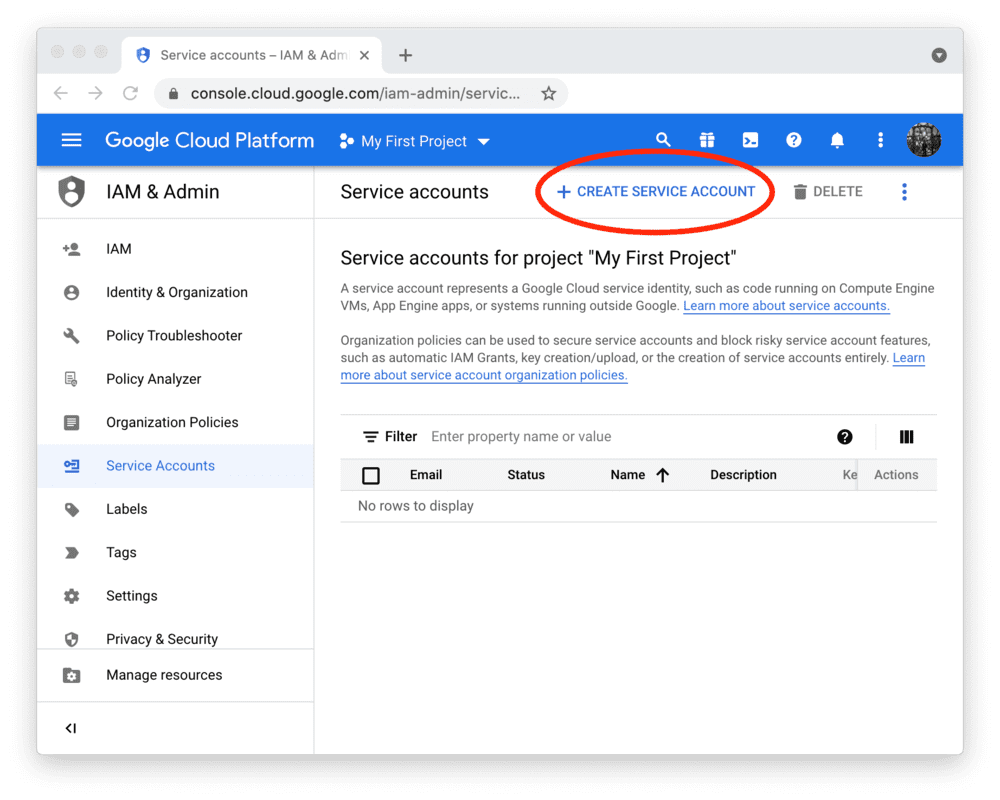 Service accounts – IAM & Adm
console.cloud.google.com/iam-admin/servic...
Google Cloud Platform
My First Project
IAM & Admin
Service accounts
CREATE SERVICE ACCOUNT
DELETE
IAM
Identity & Organization
Policy Troubleshooter
Policy Analyzer
Organization Policies
Service Accounts
Labels
Tags
Settings
Privacy & Security
Manage resources
Service accounts for project "My First Project"
A service account represents a Google Cloud service identity, such as code running on Compute Engine
VMs, App Engine apps, or systems running outside Google. Learn more about service accounts.
Organization policies can be used to secure service accounts and block risky service account features,
such as automatic IAM Grants, key creation/upload, or the creation of service accounts entirely. Learn
more about service account organization policies.
Filter Enter property name or value
Email Status Name Description Ke Actions
No rows to display